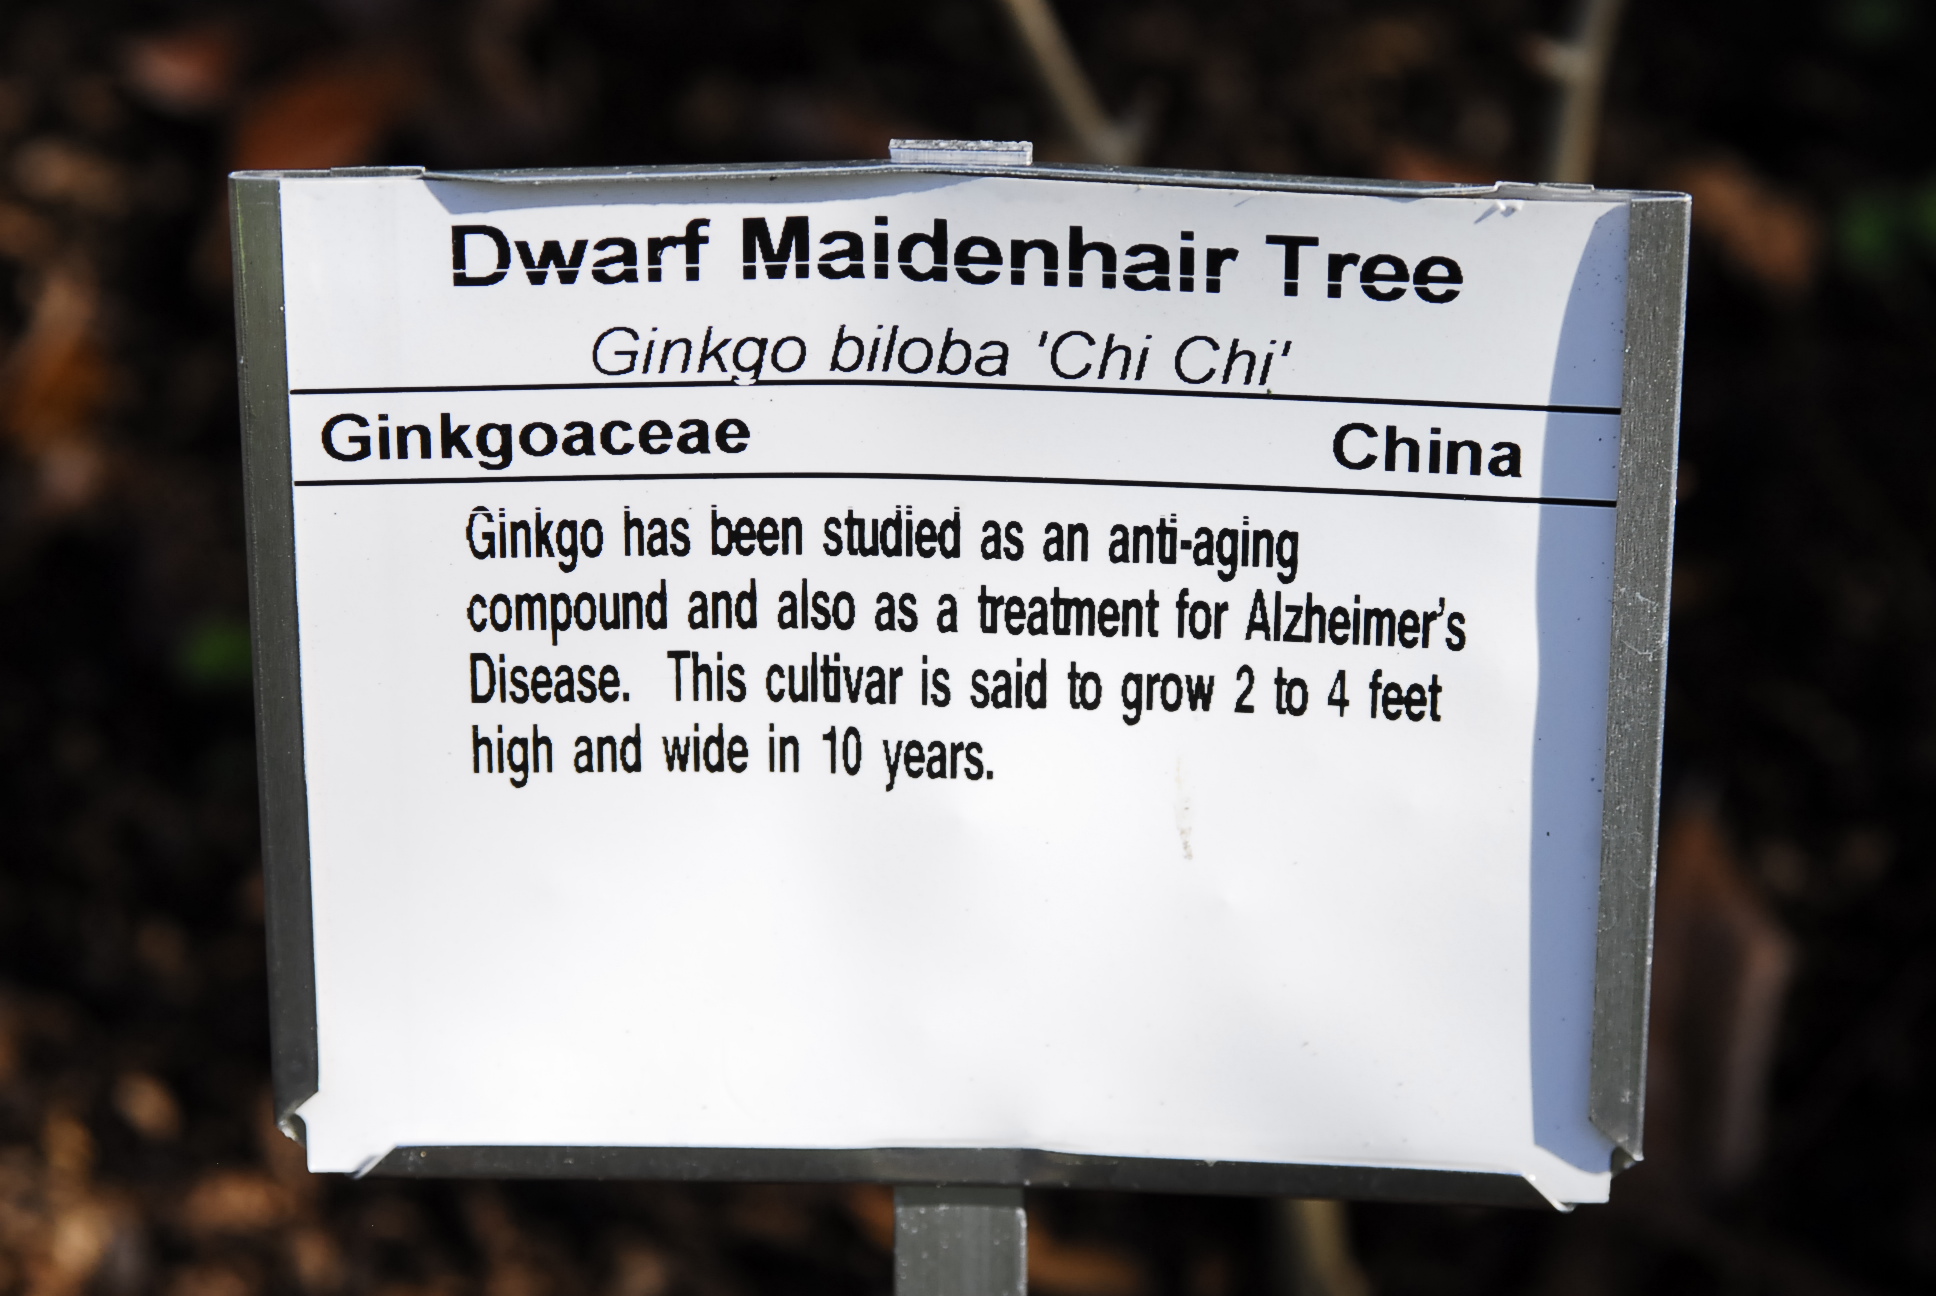 Dwarf Maidenhair Tree
Ginkgo biloba 'Chi Chi'
Ginkgoaceae China
Ginkgo has been studied as an anti-aging
compound and also as a treatment for Alzheimer's
Disease. This cultivar is said to grow 2 to 4 feet
high and wide in 10 years.